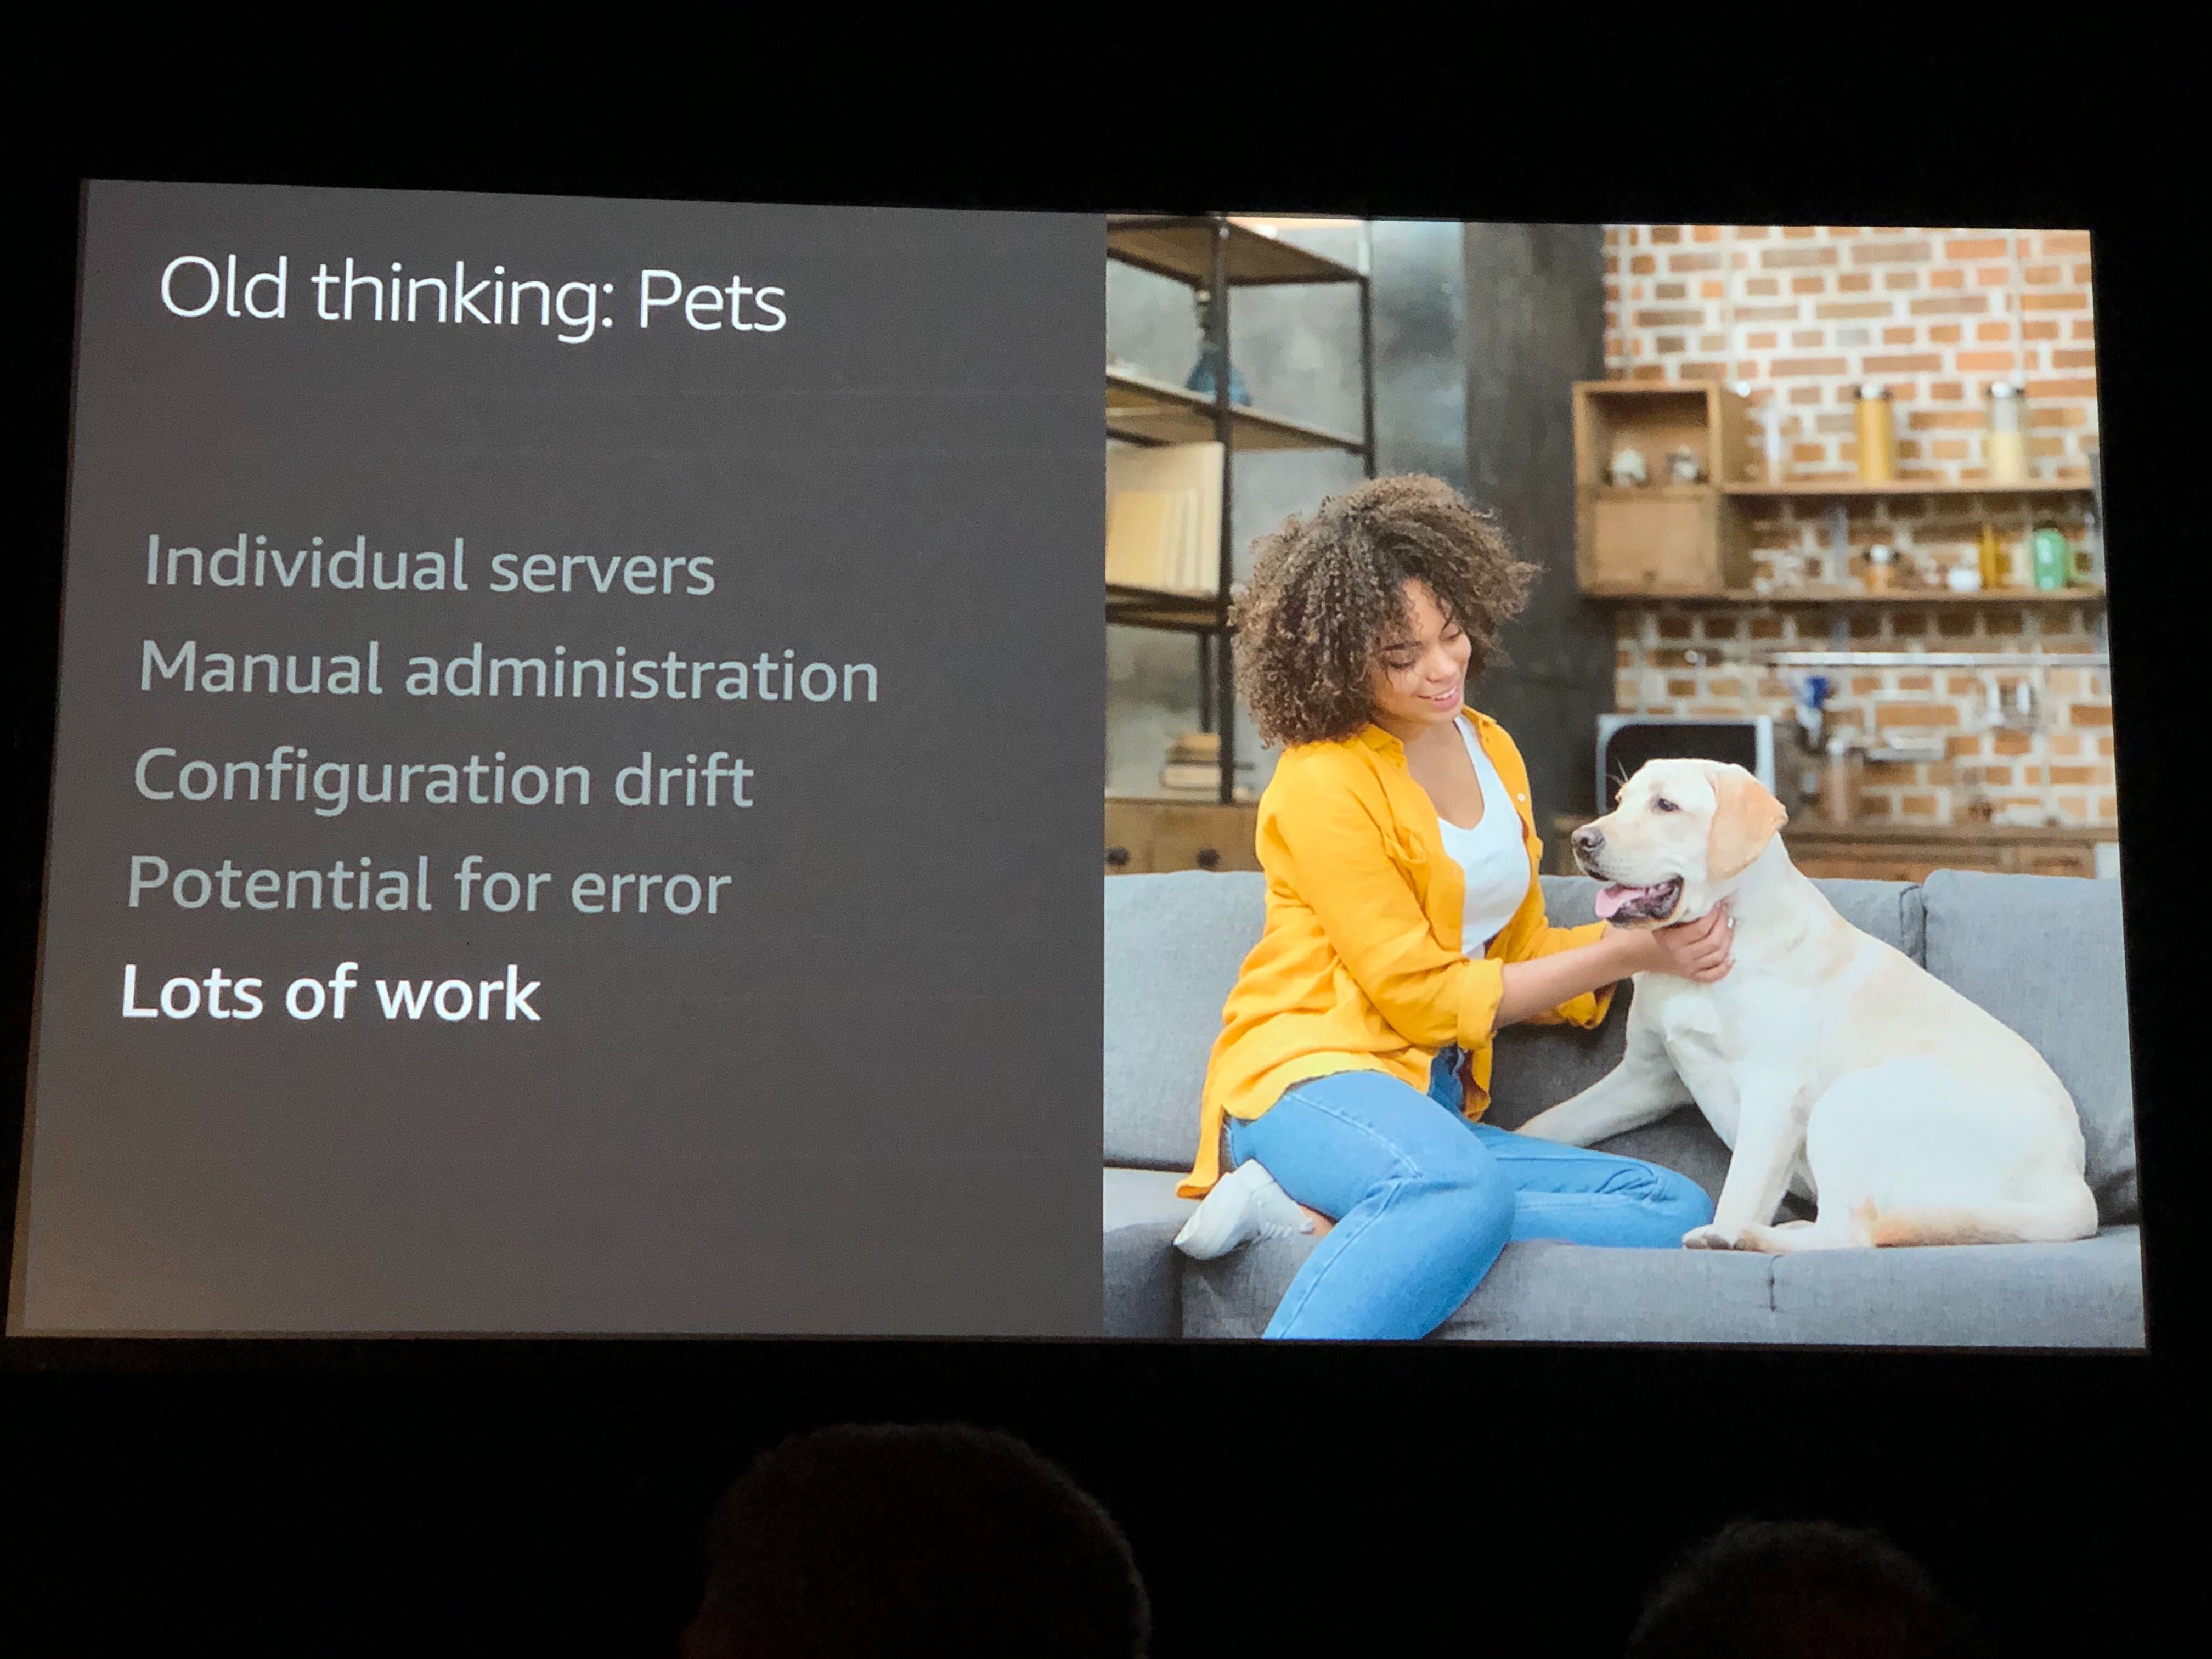 Old thinking: Pets
Individual servers
Manual administration
Configuration drift
Potential for error
Lots of work